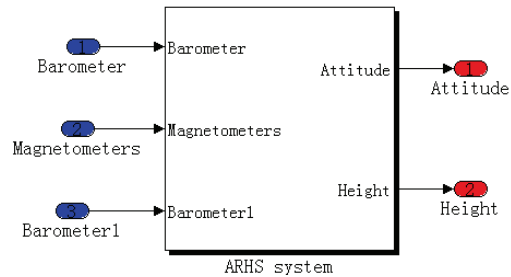 1
Barometer
2
Magnetometers
3
Barometer1
Barometer
Magnetometers
Barometer1
Attitude
Height
ARHS system
1
Attitude
2
Height